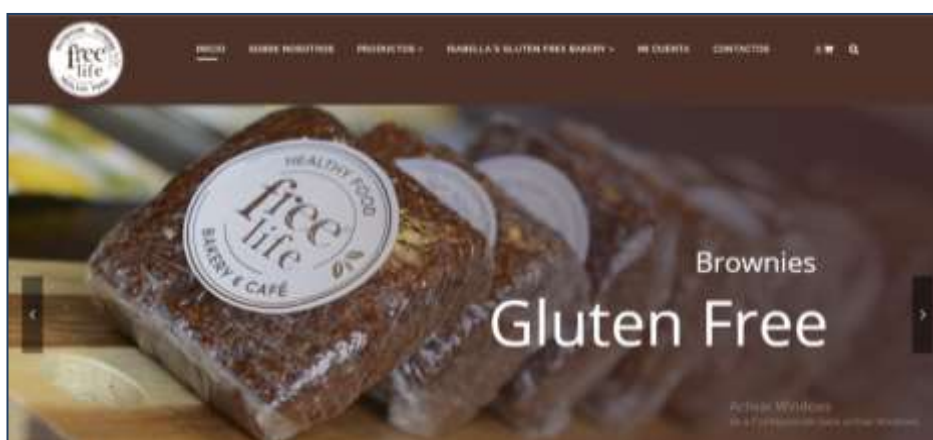 free
life
INICIO SOBRE NOSOTROS PRODUCTOS ISABELLA'S GLUTEN FREE BAKERY MI CUENTA CONTACTOS 0
HEALTHY FOOD
free
life
BAKERY & CAFÉ
Brownies
Gluten Free
Activar Windows